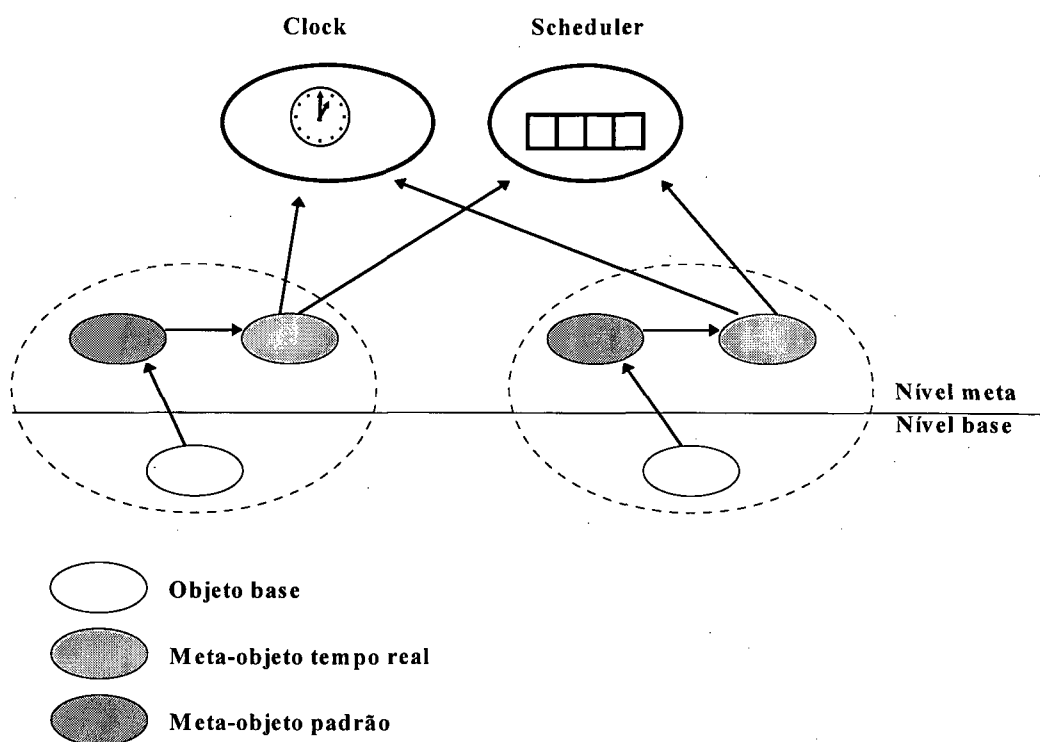 Clock
Scheduler
Nível meta
Nível base
Objeto base
Meta-objeto tempo real
Meta-objeto padrão